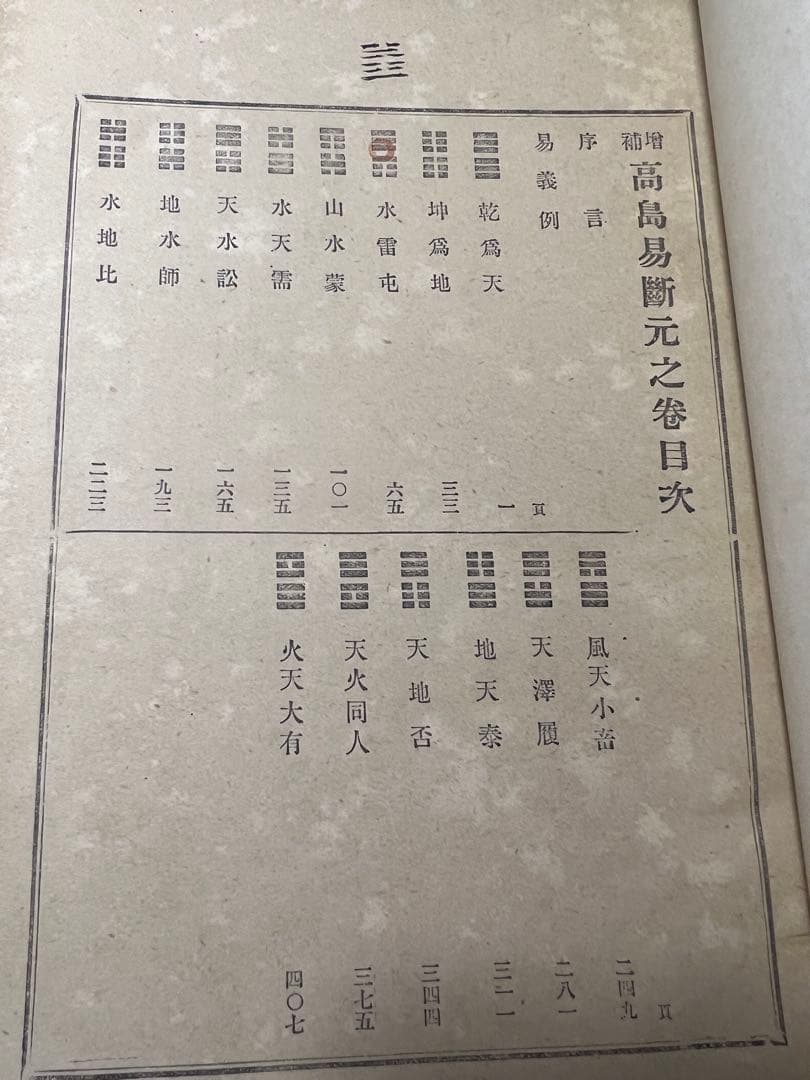 增補 高島易斷元之卷目次
序言
易義例
頁
乾爲天 一
坤爲地 三三
水雷屯 六五
山水蒙 一〇一
水天需 一三五
天水訟 一六五
地水師 一九三
水地比 二二三
頁
風天小畜 二四九
天澤履 二八一
地天泰 三一一
天地否 三四四
天火同人 三七五
火天大有 四〇七